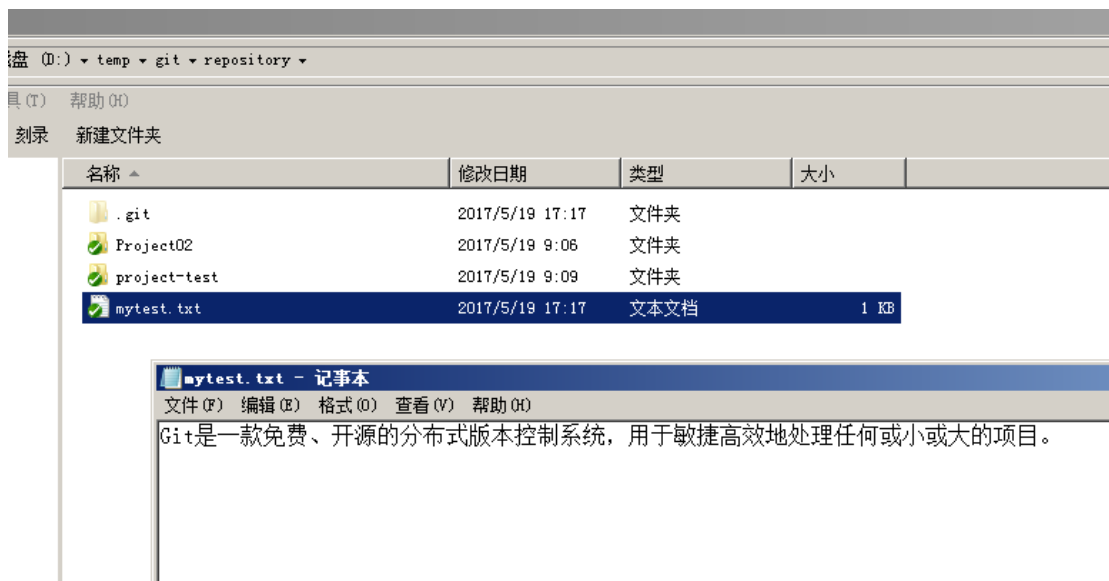 盘 (D:) ▾ temp ▾ git ▾ repository ▾
具(T) 帮助(H)
刻录 新建文件夹
名称 修改日期 类型 大小
.git 2017/5/19 17:17 文件夹
Project02 2017/5/19 9:06 文件夹
project-test 2017/5/19 9:09 文件夹
mytest.txt 2017/5/19 17:17 文本文档 1 KB
mytest.txt - 记事本
文件(F) 编辑(E) 格式(O) 查看(V) 帮助(H)
Git是一款免费、开源的分布式版本控制系统，用于敏捷高效地处理任何或小或大的项目。